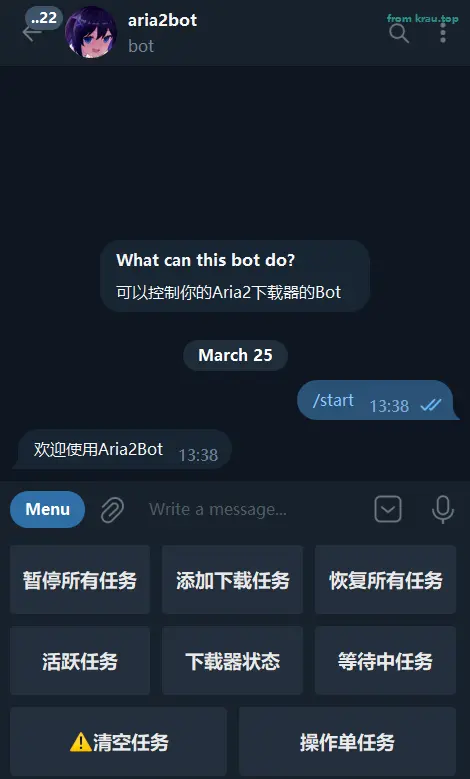 ..22
aria2bot
bot
from krau.top
What can this bot do?
可以控制你的Aria2下载器的Bot
March 25
/start 13:38
欢迎使用Aria2Bot 13:38
Menu
Write a message...
暂停所有任务 添加下载任务 恢复所有任务
活跃任务 下载器状态 等待中任务
⚠️清空任务 操作单任务